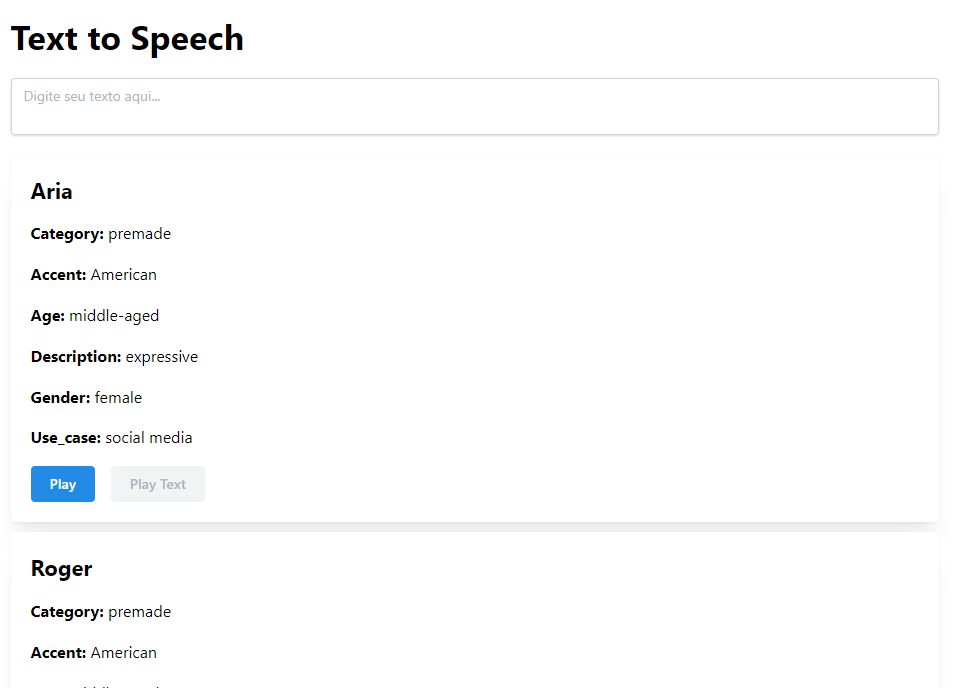 Text to Speech
Digite seu texto aqui...
Aria
Category: premade
Accent: American
Age: middle-aged
Description: expressive
Gender: female
Use_case: social media
Play Play Text
Roger
Category: premade
Accent: American